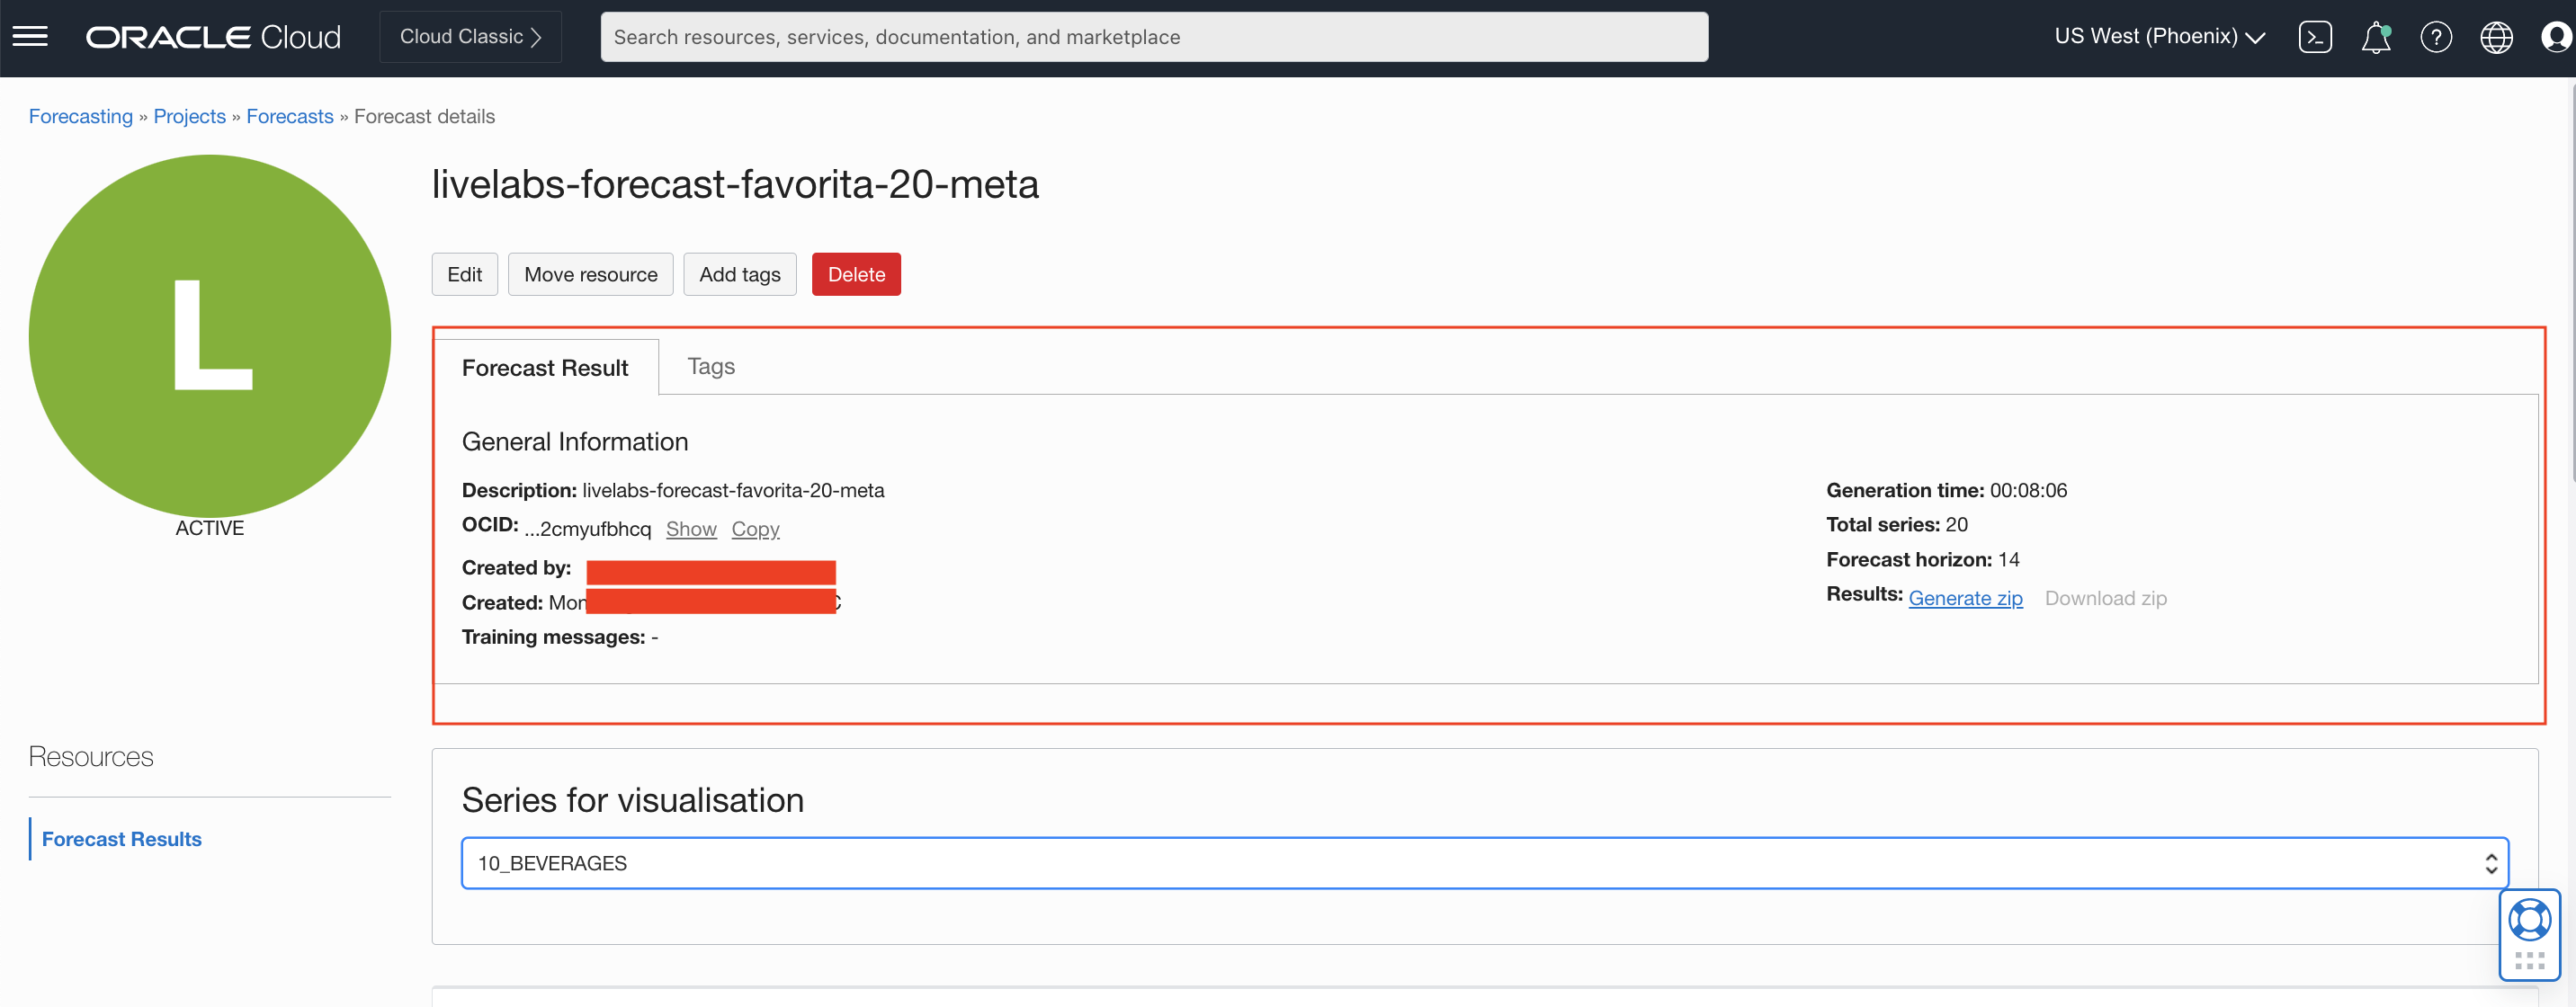 ORACLE Cloud
Cloud Classic
Search resources, services, documentation, and marketplace
US West (Phoenix)
Forecasting » Projects » Forecasts » Forecast details
L
ACTIVE
livelabs-forecast-favorita-20-meta
Edit
Move resource
Add tags
Delete
Forecast Result
Tags
General Information
Description: livelabs-forecast-favorita-20-meta
OCID: ...2cmyufbhcq Show Copy
Created by:
Created: Mon
Training messages: -
Generation time: 00:08:06
Total series: 20
Forecast horizon: 14
Results: Generate zip Download zip
Resources
Forecast Results
Series for visualisation
10_BEVERAGES